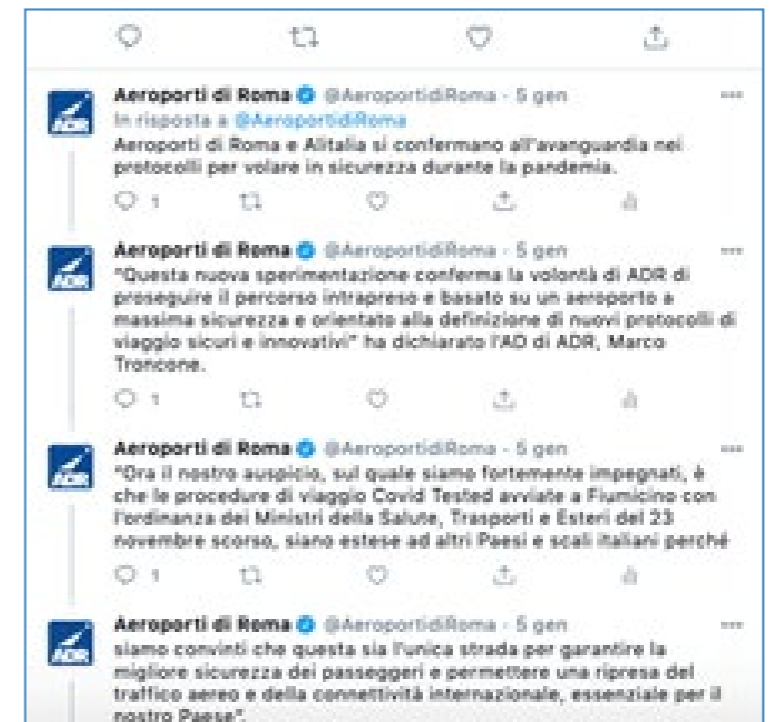 ADR Aeroporti di Roma @AeroportidiRoma · 5 gen
In risposta a @AeroportidiRoma
Aeroporti di Roma e Alitalia si confermano all'avanguardia nei
protocolli per volare in sicurezza durante la pandemia.
1
ADR Aeroporti di Roma @AeroportidiRoma · 5 gen
"Questa nuova sperimentazione conferma la volontà di ADR di
proseguire il percorso intrapreso e basato su un aeroporto a
massima sicurezza e orientato alla definizione di nuovi protocolli di
viaggio sicuri e innovativi" ha dichiarato l'AD di ADR, Marco
Troncone.
1
ADR Aeroporti di Roma @AeroportidiRoma · 5 gen
"Ora il nostro auspicio, sul quale siamo fortemente impegnati, è
che le procedure di viaggio Covid Tested avviate a Fiumicino con
l'ordinanza dei Ministri della Salute, Trasporti e Esteri del 23
novembre scorso, siano estese ad altri Paesi e scali italiani perché
1
ADR Aeroporti di Roma @AeroportidiRoma · 5 gen
siamo convinti che questa sia l'unica strada per garantire la
migliore sicurezza dei passeggeri e permettere una ripresa del
traffico aereo e della connettività internazionale, essenziale per il
nostro Paese".